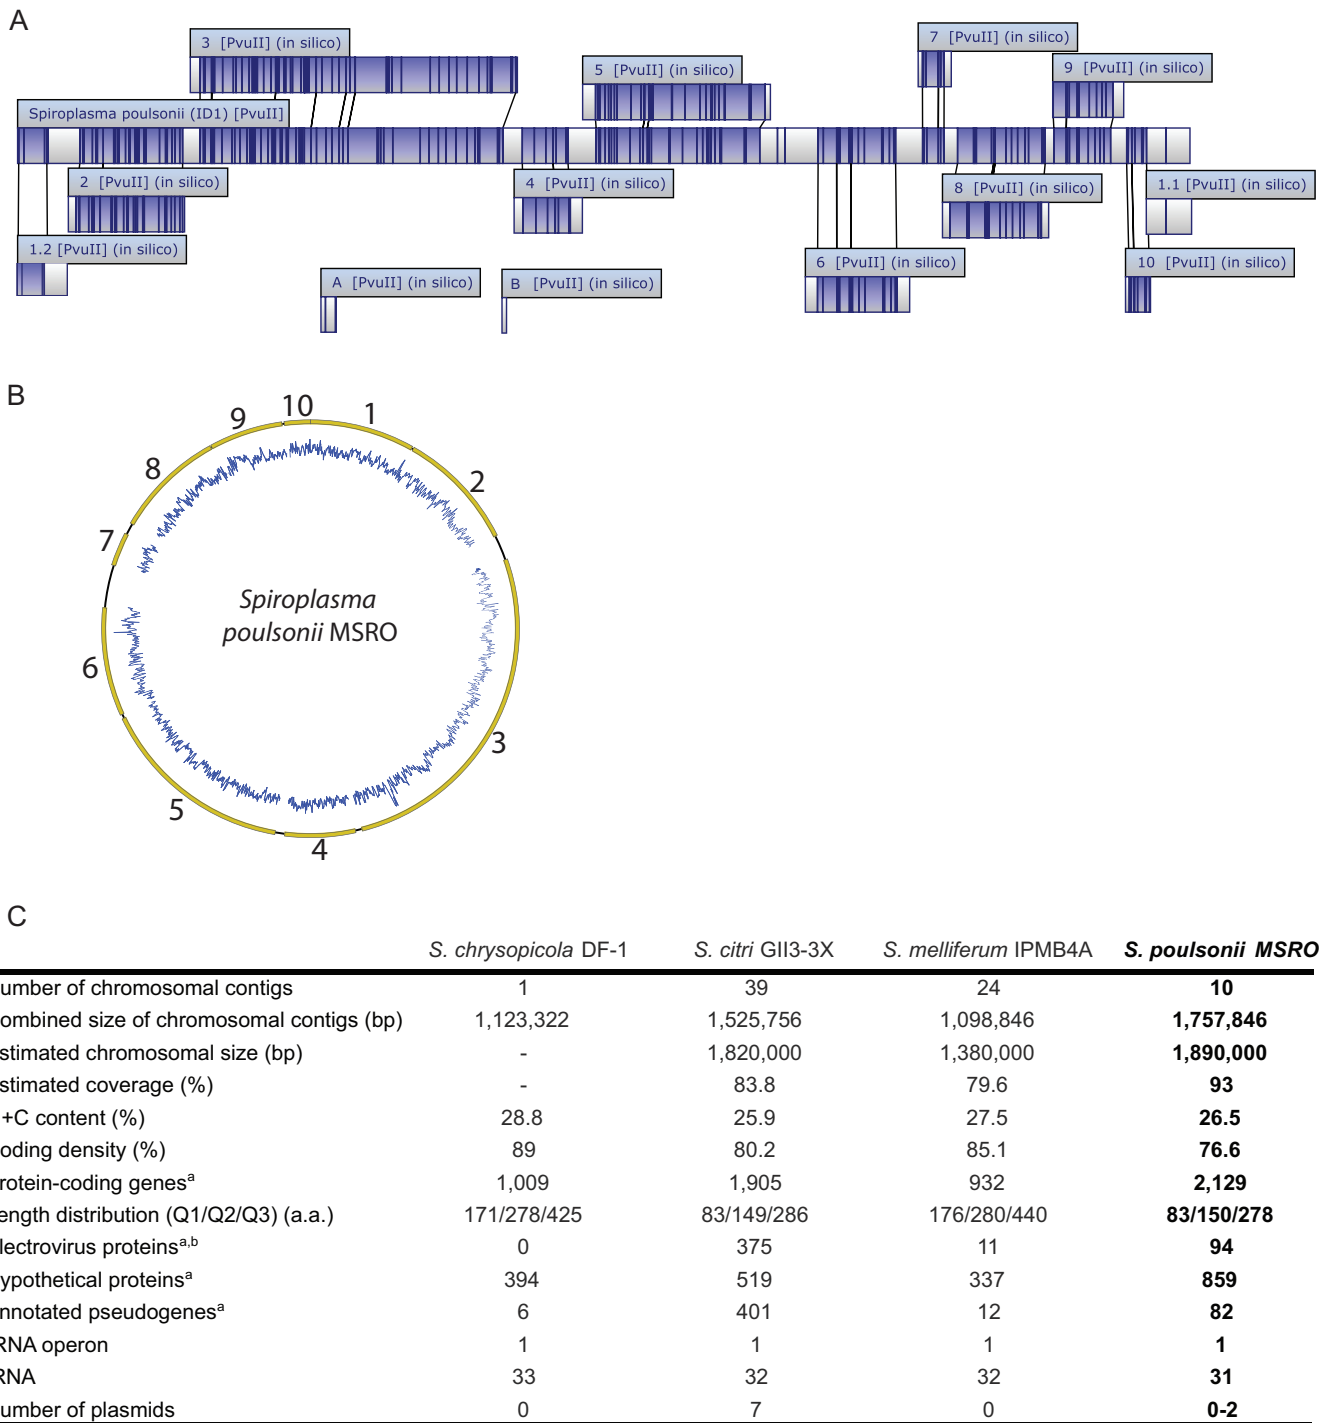 A
3 [PvuII] (in silico)
7 [PvuII] (in silico)
5 [PvuII] (in silico)
9 [PvuII] (in silico)
Spiroplasma poulsonii (ID1) [PvuII]
2 [PvuII] (in silico)
4 [PvuII] (in silico)
8 [PvuII] (in silico)
1.1 [PvuII] (in silico)
1.2 [PvuII] (in silico)
6 [PvuII] (in silico)
10 [PvuII] (in silico)
A [PvuII] (in silico)
B [PvuII] (in silico)
B
10
1
9
2
8
7
Spiroplasma
poulsonii MSRO
6
3
5
4
C
S. chrysopicola DF-1 S. citri GII3-3X S. melliferum IPMB4A S. poulsonii MSRO
umber of chromosomal contigs 1 39 24 10
ombined size of chromosomal contigs (bp) 1,123,322 1,525,756 1,098,846 1,757,846
stimated chromosomal size (bp) - 1,820,000 1,380,000 1,890,000
stimated coverage (%) - 83.8 79.6 93
+C content (%) 28.8 25.9 27.5 26.5
oding density (%) 89 80.2 85.1 76.6
rotein-coding genesᵃ 1,009 1,905 932 2,129
ength distribution (Q1/Q2/Q3) (a.a.) 171/278/425 83/149/286 176/280/440 83/150/278
lectrovirus proteinsᵃ,ᵇ 0 375 11 94
ypothetical proteinsᵃ 394 519 337 859
nnotated pseudogenesᵃ 6 401 12 82
RNA operon 1 1 1 1
RNA 33 32 32 31
umber of plasmids 0 7 0 0-2